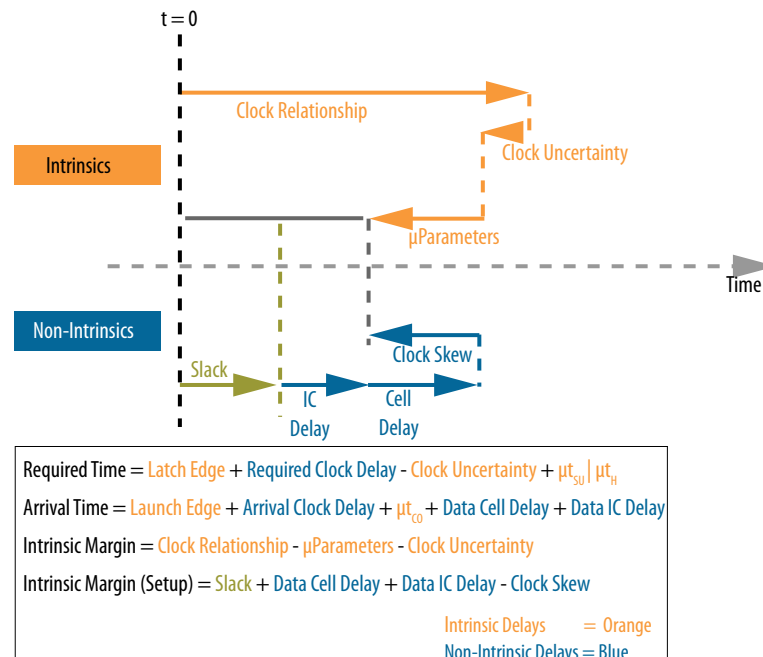 t = 0
Clock Relationship
Clock Uncertainty
Intrinsics
µParameters
Time
Non-Intrinsics
Clock Skew
Slack
IC
Delay
Cell
Delay
Required Time = Latch Edge + Required Clock Delay - Clock Uncertainty + µt_SU | µt_H
Arrival Time = Launch Edge + Arrival Clock Delay + µt_CO + Data Cell Delay + Data IC Delay
Intrinsic Margin = Clock Relationship - µParameters - Clock Uncertainty
Intrinsic Margin (Setup) = Slack + Data Cell Delay + Data IC Delay - Clock Skew
Intrinsic Delays = Orange
Non-Intrinsic Delays = Blue